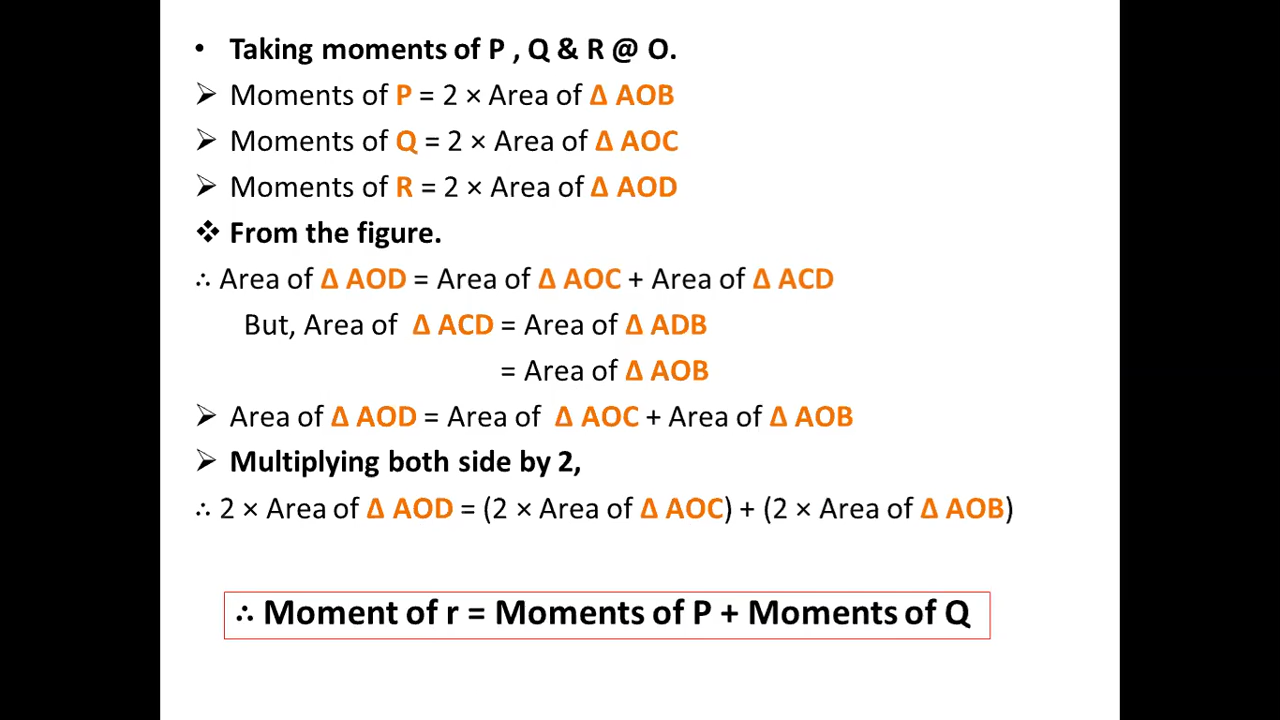 • Taking moments of P , Q & R @ O.
➢ Moments of P = 2 × Area of Δ AOB
➢ Moments of Q = 2 × Area of Δ AOC
➢ Moments of R = 2 × Area of Δ AOD
❖ From the figure.
∴ Area of Δ AOD = Area of Δ AOC + Area of Δ ACD
But, Area of Δ ACD = Area of Δ ADB
= Area of Δ AOB
➢ Area of Δ AOD = Area of Δ AOC + Area of Δ AOB
➢ Multiplying both side by 2,
∴ 2 × Area of Δ AOD = (2 × Area of Δ AOC) + (2 × Area of Δ AOB)
∴ Moment of r = Moments of P + Moments of Q